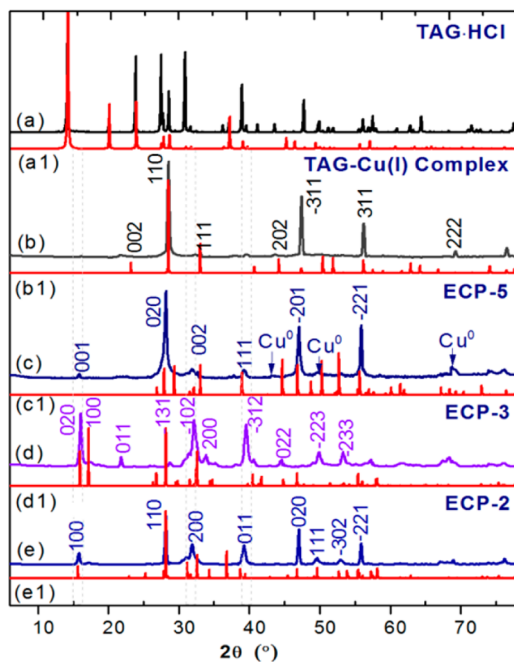 TAG·HCl
(a)
(a1)
TAG-Cu(I) Complex
002
110
111
202
-311
311
222
(b)
(b1)
ECP-5
001
020
002
111
Cu⁰
-201
Cu⁰
-221
Cu⁰
(c)
(c1)
ECP-3
020
100
011
131
-102
200
-312
022
-223
233
(d)
(d1)
ECP-2
100
110
200
011
020
111
-302
-221
(e)
(e1)
10 20 30 40 50 60 70
2θ (°)